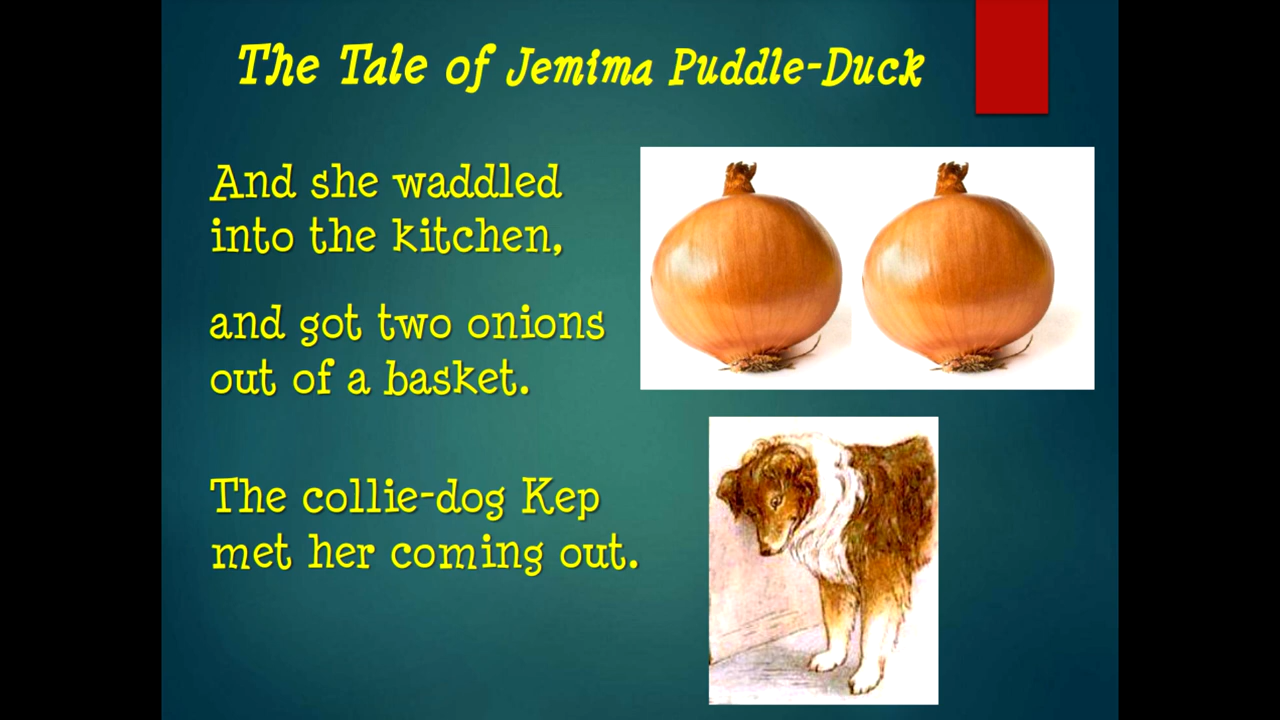 The Tale of Jemima Puddle-Duck
And she waddled
into the kitchen,
and got two onions
out of a basket.
The collie-dog Kep
met her coming out.